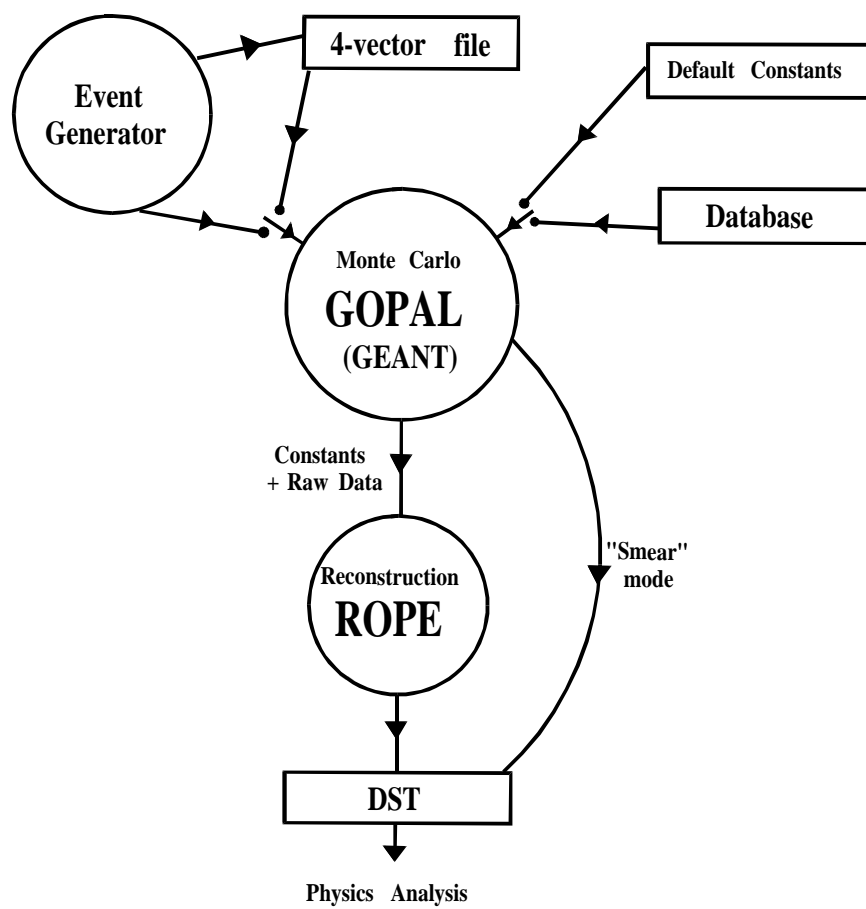 4-vector file
Event
Generator
Default Constants
Database
Monte Carlo
GOPAL
(GEANT)
Constants
+ Raw Data
"Smear"
mode
Reconstruction
ROPE
DST
Physics Analysis